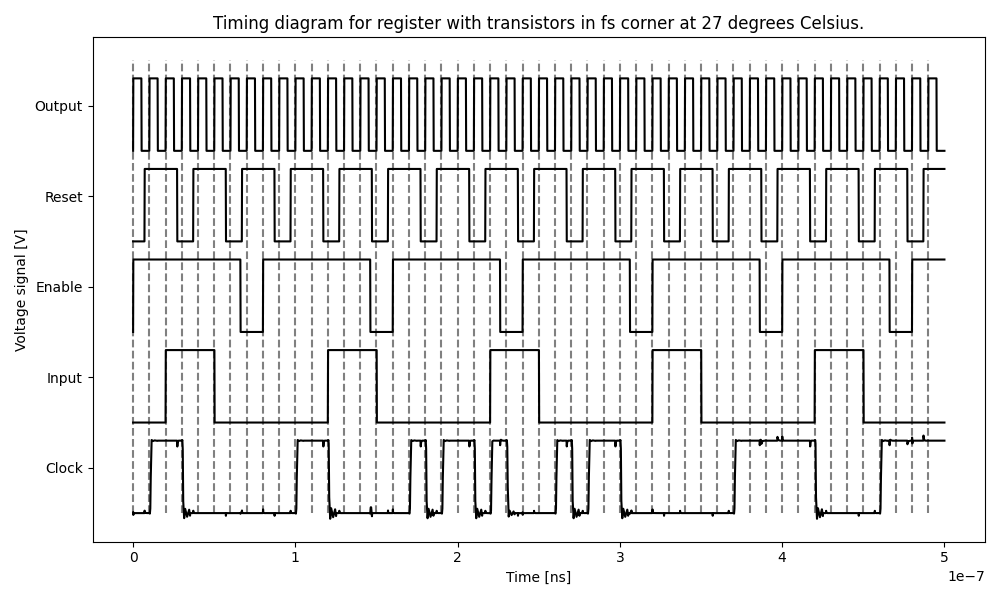 Timing diagram for register with transistors in fs corner at 27 degrees Celsius.
Voltage signal [V]
Output
Reset
Enable
Input
Clock
0 1 2 3 4 5
1e−7
Time [ns]